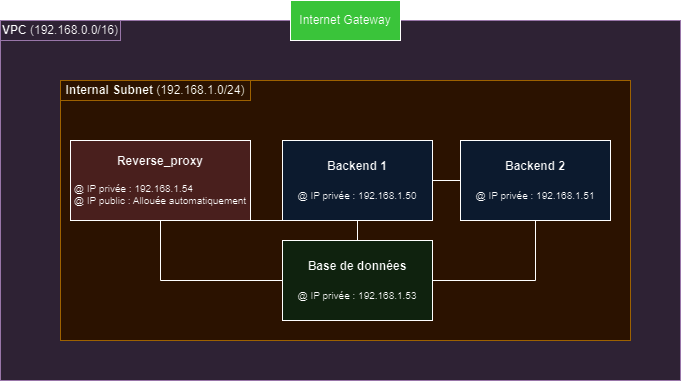 Internet Gateway
VPC (192.168.0.0/16)
Internal Subnet (192.168.1.0/24)
Reverse_proxy
@ IP privée : 192.168.1.54
@ IP public : Allouée automatiquement
Backend 1
@ IP privée : 192.168.1.50
Backend 2
@ IP privée : 192.168.1.51
Base de données
@ IP privée : 192.168.1.53